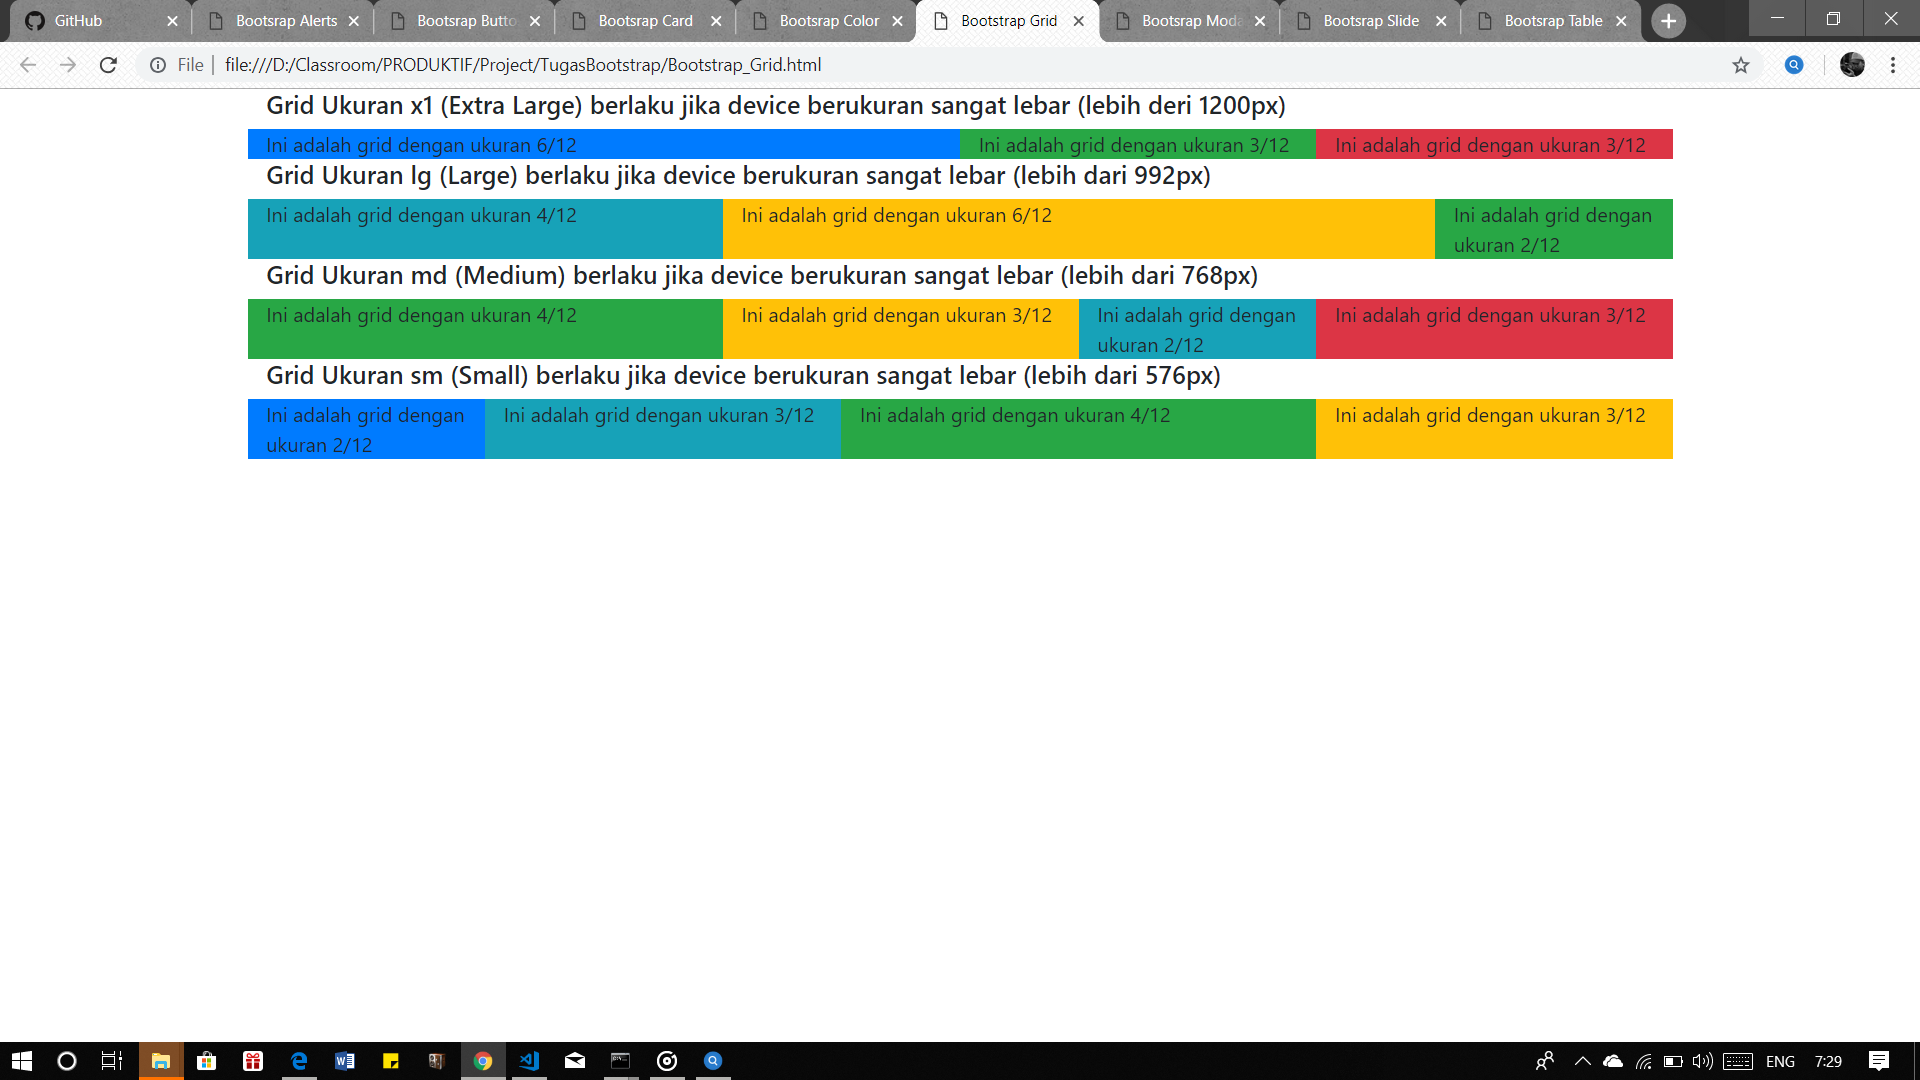 GitHub
Bootsrap Alerts
Bootsrap Butto
Bootsrap Card
Bootsrap Color
Bootstrap Grid
Bootsrap Moda
Bootsrap Slide
Bootsrap Table
File
file:///D:/Classroom/PRODUKTIF/Project/TugasBootstrap/Bootstrap_Grid.html
Grid Ukuran x1 (Extra Large) berlaku jika device berukuran sangat lebar (lebih deri 1200px)
Ini adalah grid dengan ukuran 6/12
Ini adalah grid dengan ukuran 3/12
Ini adalah grid dengan ukuran 3/12
Grid Ukuran lg (Large) berlaku jika device berukuran sangat lebar (lebih dari 992px)
Ini adalah grid dengan ukuran 4/12
Ini adalah grid dengan ukuran 6/12
Ini adalah grid dengan
ukuran 2/12
Grid Ukuran md (Medium) berlaku jika device berukuran sangat lebar (lebih dari 768px)
Ini adalah grid dengan ukuran 4/12
Ini adalah grid dengan ukuran 3/12
Ini adalah grid dengan
ukuran 2/12
Ini adalah grid dengan ukuran 3/12
Grid Ukuran sm (Small) berlaku jika device berukuran sangat lebar (lebih dari 576px)
Ini adalah grid dengan
ukuran 2/12
Ini adalah grid dengan ukuran 3/12
Ini adalah grid dengan ukuran 4/12
Ini adalah grid dengan ukuran 3/12
ENG
7:29